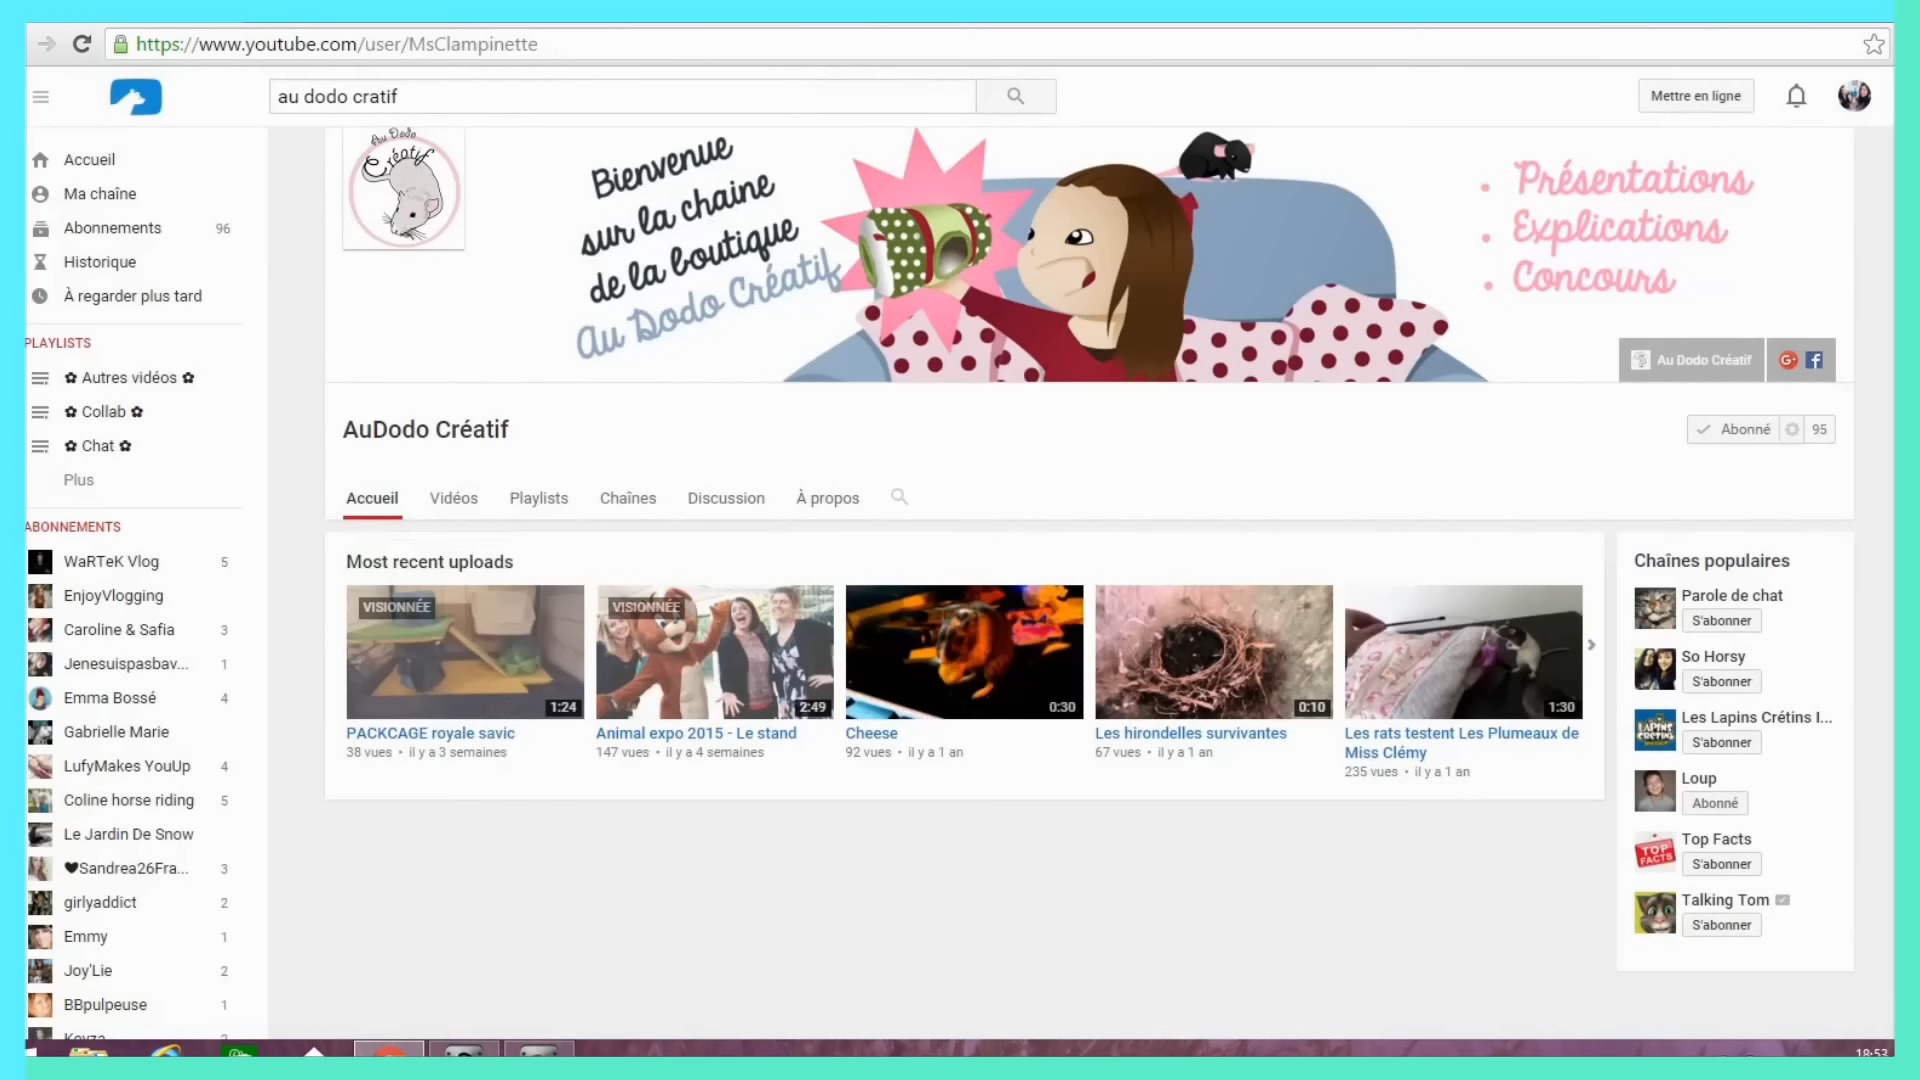 https://www.youtube.com/user/MsClampinette
au dodo cratif
Mettre en ligne
Accueil
Ma chaîne
Abonnements 96
Historique
À regarder plus tard
PLAYLISTS
✿ Autres vidéos ✿
✿ Collab ✿
✿ Chat ✿
Plus
ABONNEMENTS
WaRTeK Vlog 5
EnjoyVlogging
Caroline & Safia 3
Jenesuispasbav... 1
Emma Bossé 4
Gabrielle Marie
LufyMakes YouUp 4
Coline horse riding 5
Le Jardin De Snow
♥Sandrea26Fra... 3
girlyaddict 2
Emmy 1
Joy'Lie 2
BBpulpeuse 1
Au Dodo
Créatif
Bienvenue
sur la chaine
de la boutique
Au Dodo Créatif
• Présentations
• Explications
• Concours
Au Dodo Créatif
AuDodo Créatif
Abonné 95
Accueil Vidéos Playlists Chaînes Discussion À propos
Most recent uploads
VISIONNÉE
1:24
PACKCAGE royale savic
38 vues • il y a 3 semaines
VISIONNÉE
2:49
Animal expo 2015 - Le stand
147 vues • il y a 4 semaines
0:30
Cheese
92 vues • il y a 1 an
0:10
Les hirondelles survivantes
67 vues • il y a 1 an
1:30
Les rats testent Les Plumeaux de
Miss Clémy
235 vues • il y a 1 an
Chaînes populaires
Parole de chat
S'abonner
So Horsy
S'abonner
LAPINS
CRÉTINS
Les Lapins Crétins I...
S'abonner
Loup
Abonné
TOP
FACTS
Top Facts
S'abonner
Talking Tom
S'abonner
18:53